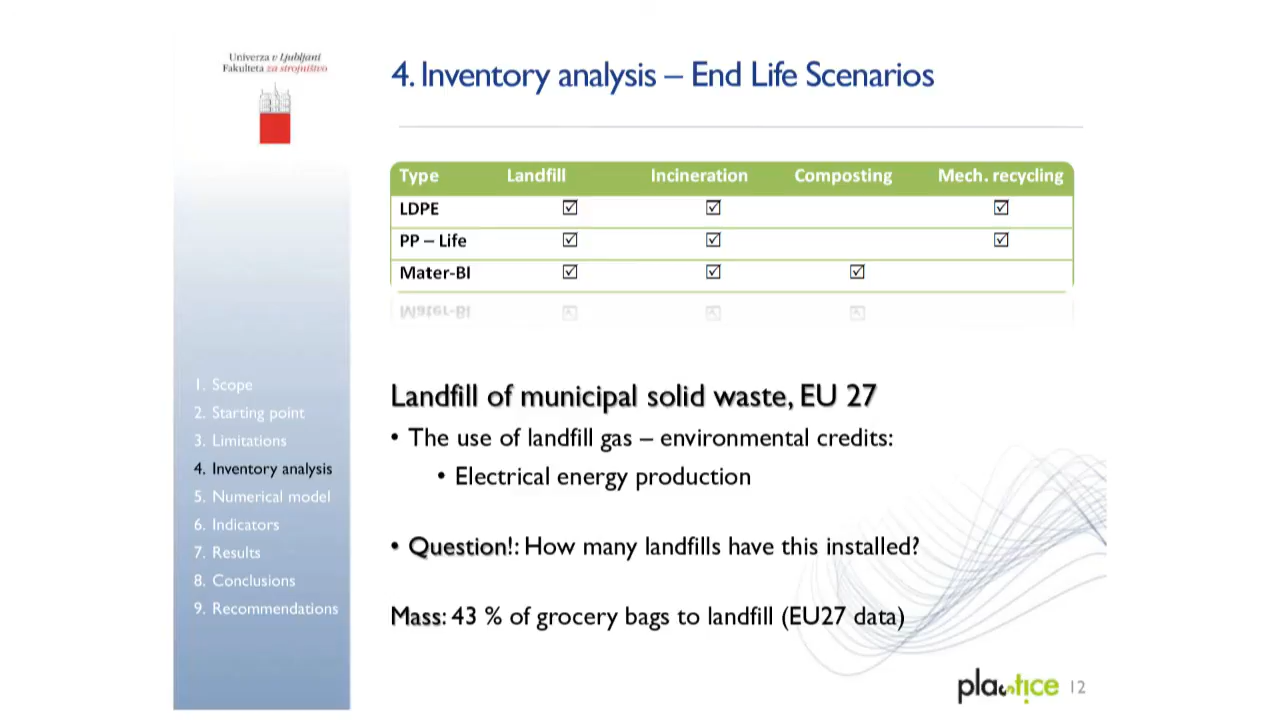 Univerza v Ljubljani
Fakulteta za strojništvo
4. Inventory analysis – End Life Scenarios
Type Landfill Incineration Composting Mech. recycling
LDPE ☑ ☑ ☑
PP – Life ☑ ☑ ☑
Mater-BI ☑ ☑ ☑
1. Scope
2. Starting point
3. Limitations
4. Inventory analysis
5. Numerical model
6. Indicators
7. Results
8. Conclusions
9. Recommendations
Landfill of municipal solid waste, EU 27
• The use of landfill gas – environmental credits:
• Electrical energy production
• Question!: How many landfills have this installed?
Mass: 43 % of grocery bags to landfill (EU27 data)
plastice 12